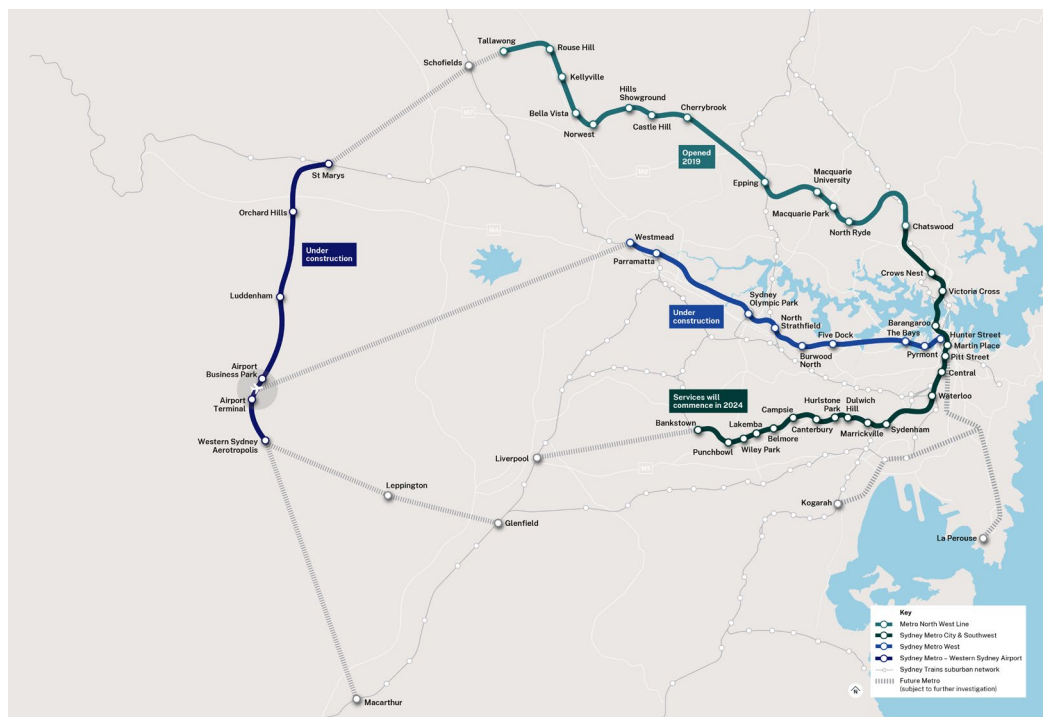 Tallawong
Schofields
Rouse Hill
Kellyville
Hills
Showground
Bella Vista
Norwest
Castle Hill
Cherrybrook
Opened
2019
St Marys
Epping
Macquarie
University
Macquarie Park
North Ryde
Chatswood
Orchard Hills
Under
construction
Westmead
Parramatta
Crows Nest
Victoria Cross
Luddenham
Sydney
Olympic Park
Under
construction
North
Strathfield
Five Dock
Burwood
North
Barangaroo
The Bays
Pyrmont
Hunter Street
Martin Place
Pitt Street
Central
Waterloo
Airport
Business Park
Airport
Terminal
Western Sydney
Aerotropolis
Services will
commence in 2024
Bankstown
Punchbowl
Lakemba
Wiley Park
Campsie
Belmore
Hurlstone
Park
Canterbury
Dulwich
Hill
Marrickville
Sydenham
Liverpool
Leppington
Glenfield
Kogarah
La Perouse
Macarthur
N
Key
Metro North West Line
Sydney Metro City & Southwest
Sydney Metro West
Sydney Metro – Western Sydney Airport
Sydney Trains suburban network
Future Metro
(subject to further investigation)